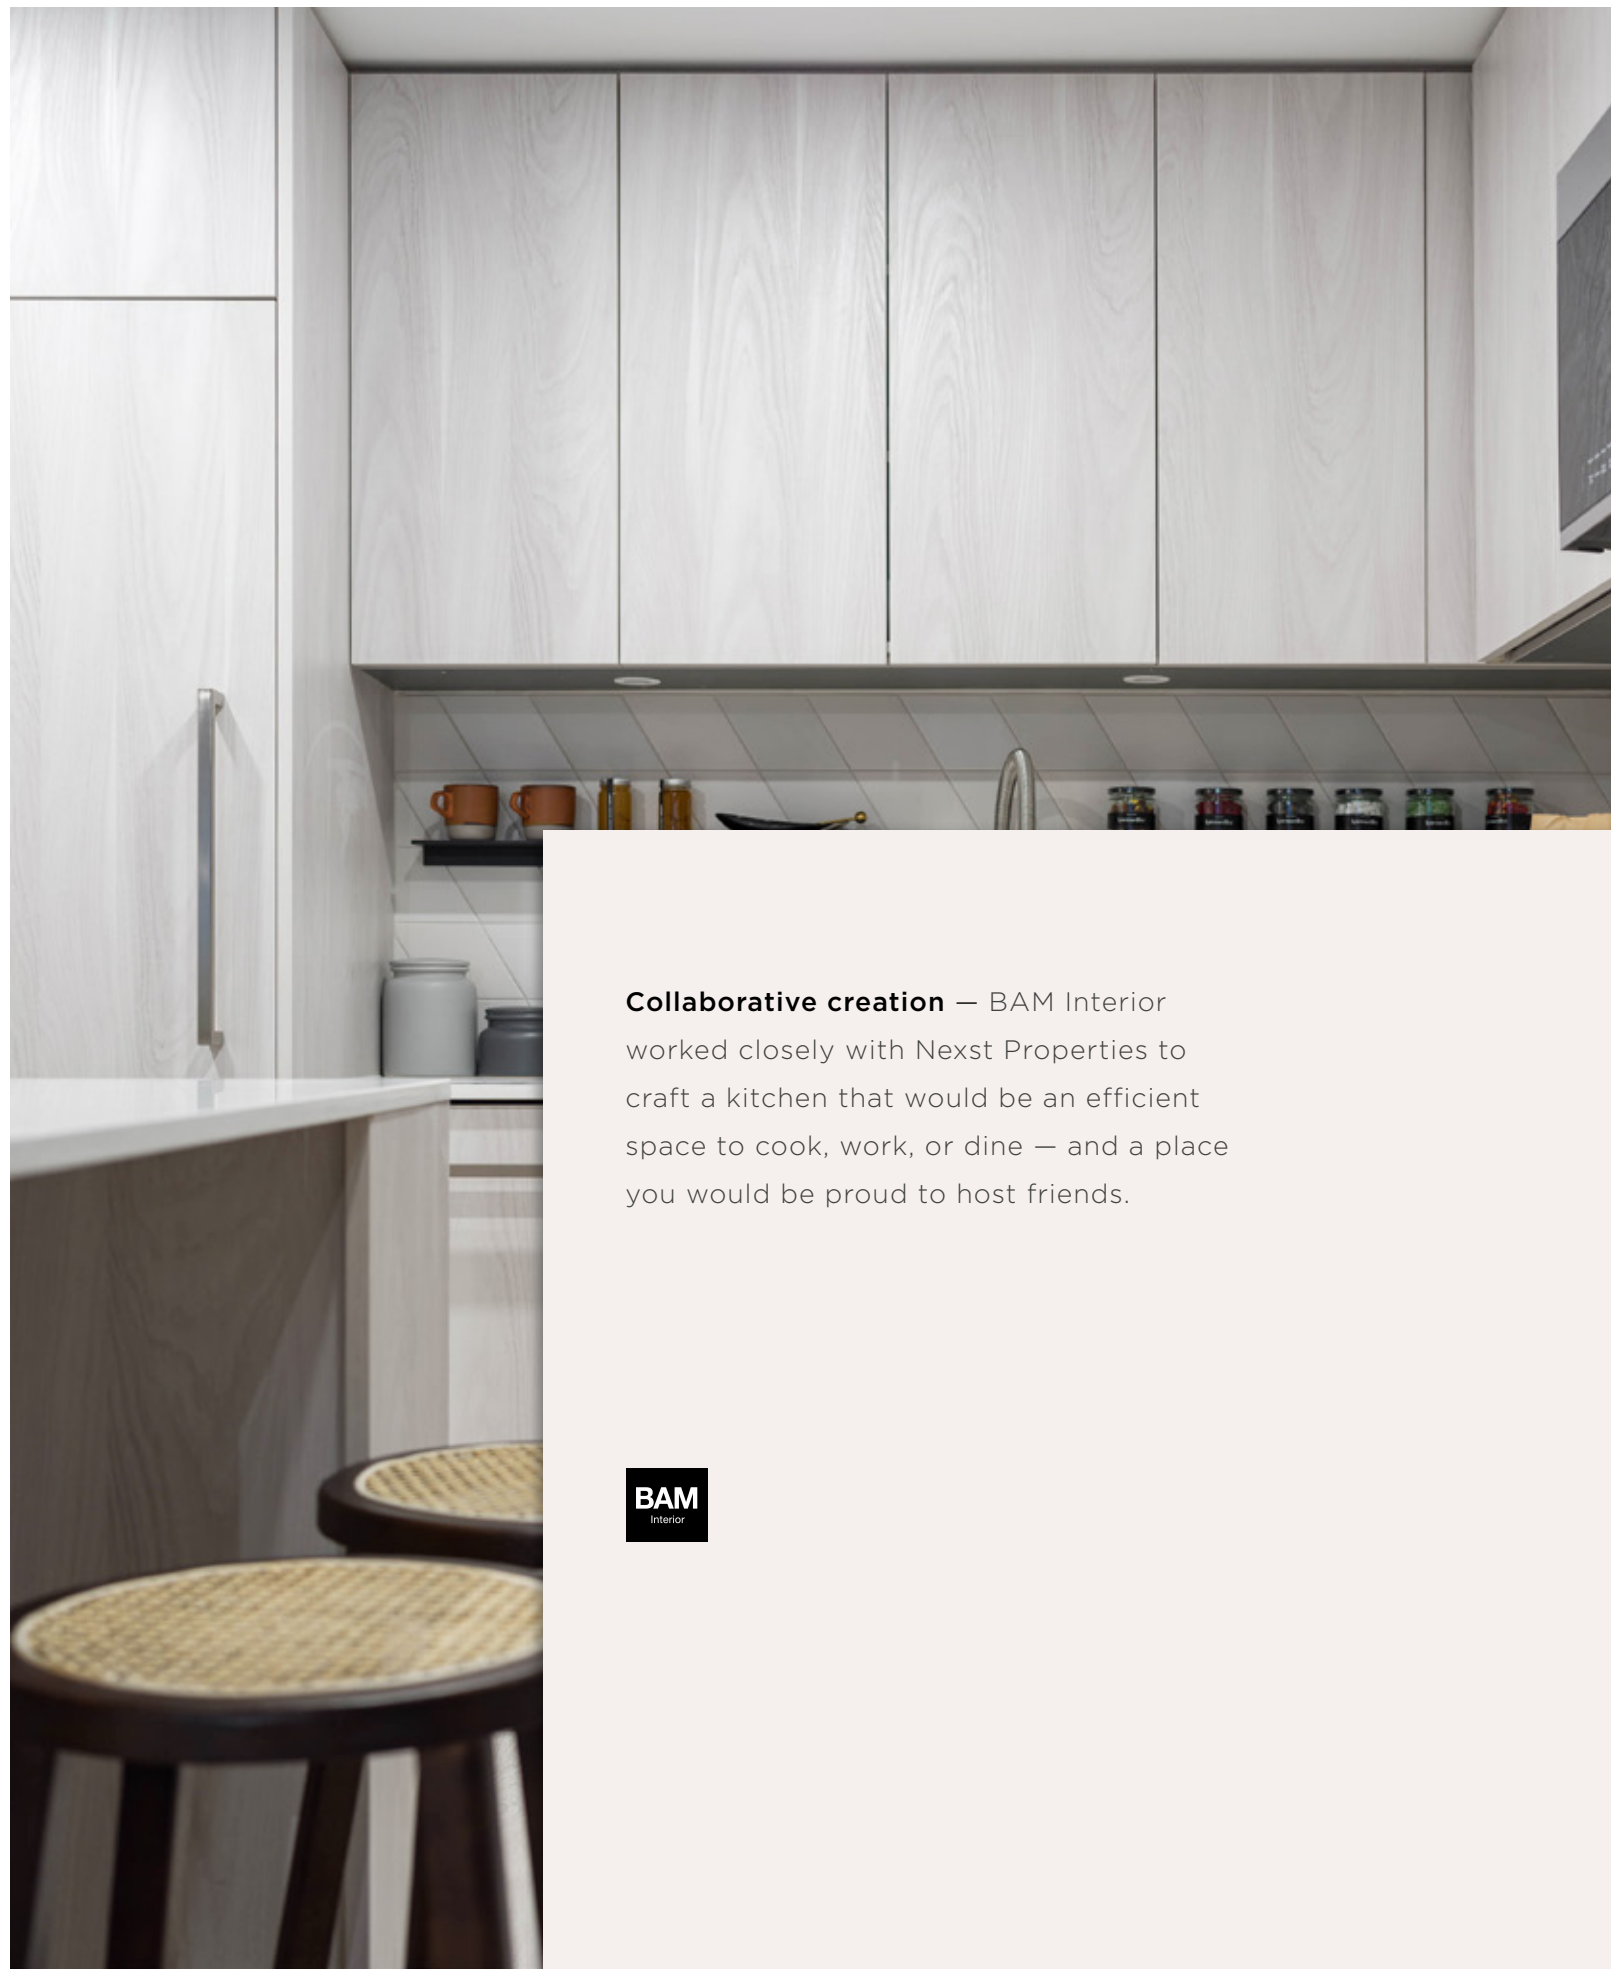 Collaborative creation — BAM Interior
worked closely with Nexst Properties to
craft a kitchen that would be an efficient
space to cook, work, or dine — and a place
you would be proud to host friends.
BAM
Interior